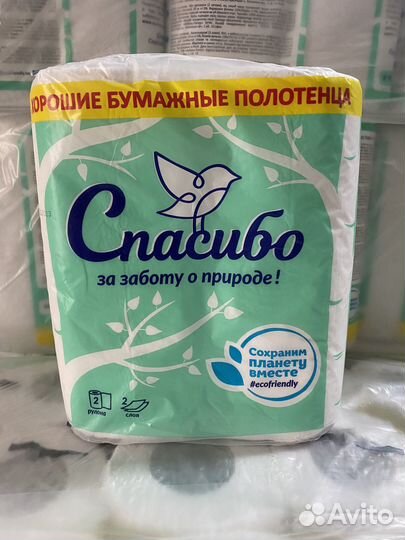 ХОРОШИЕ БУМАЖНЫЕ ПОЛОТЕНЦА
Спасибо
за заботу о природе!
Сохраним
планету
вместе
#ecofriendly
2
рулона
2
слоя
Avito